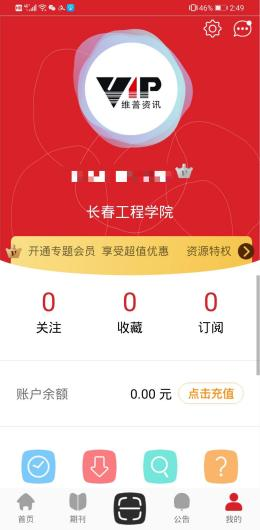 46% 2:49
VIP
维普资讯
长春工程学院
开通专题会员 享受超值优惠 资源特权
0 0 0
关注 收藏 订阅
账户余额 0.00 元 点击充值
首页 期刊 公告 我的